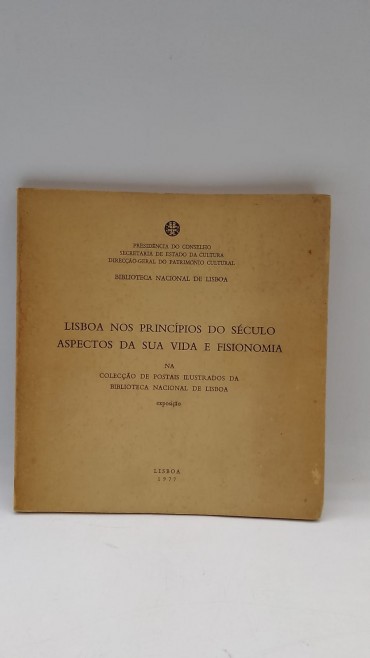 PRESIDÊNCIA DO CONSELHO
SECRETARIA DE ESTADO DA CULTURA
DIRECÇÃO-GERAL DO PATRIMÓNIO CULTURAL
BIBLIOTECA NACIONAL DE LISBOA
LISBOA NOS PRINCÍPIOS DO SÉCULO
ASPECTOS DA SUA VIDA E FISIONOMIA
NA
COLECÇÃO DE POSTAIS ILUSTRADOS DA
BIBLIOTECA NACIONAL DE LISBOA
exposição
LISBOA
1977